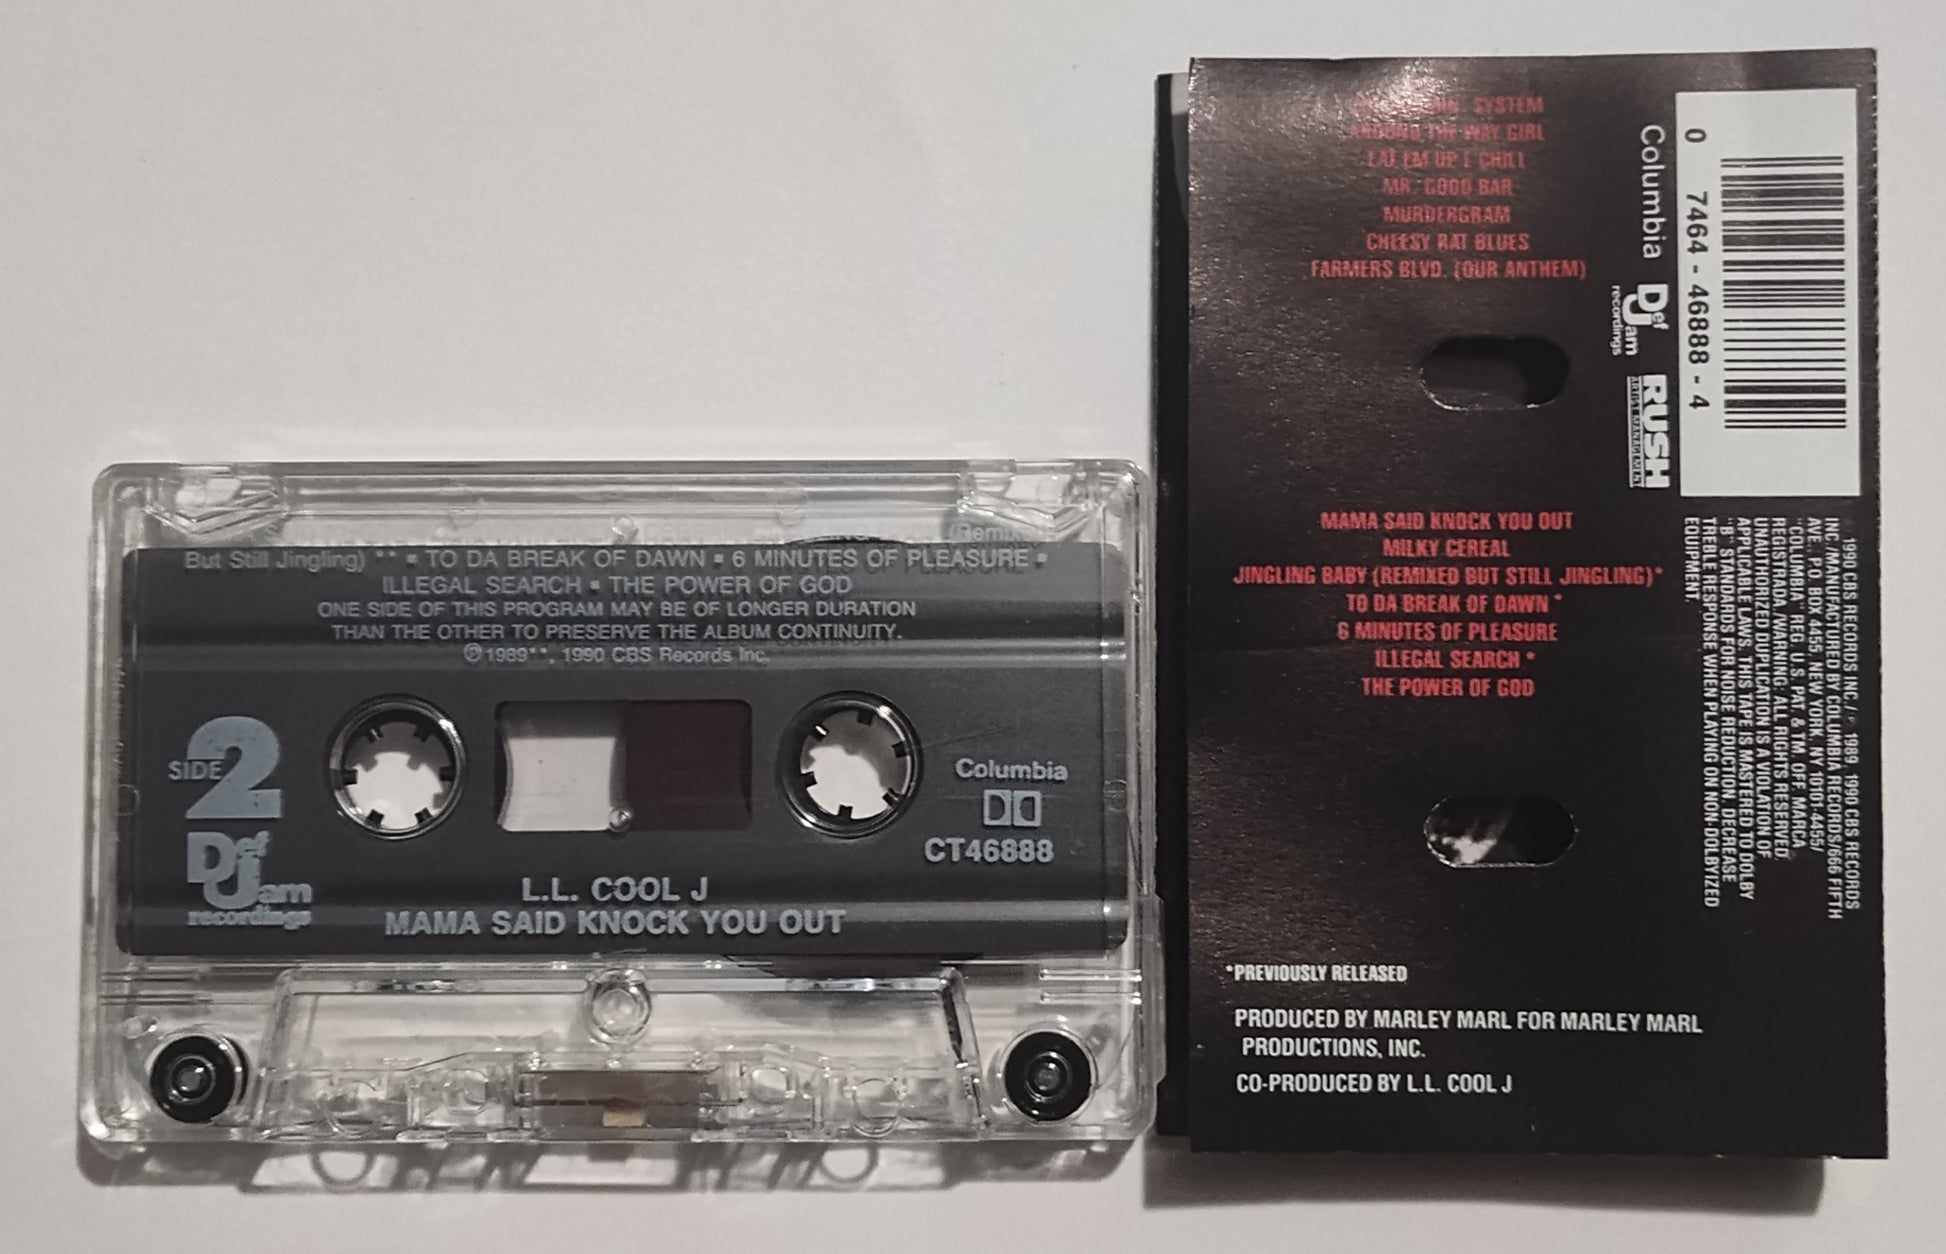 (Remixed
But Still Jingling) ** ▪ TO DA BREAK OF DAWN ▪ 6 MINUTES OF PLEASURE ▪
ILLEGAL SEARCH ▪ THE POWER OF GOD
ONE SIDE OF THIS PROGRAM MAY BE OF LONGER DURATION
THAN THE OTHER TO PRESERVE THE ALBUM CONTINUITY.
℗ 1989**, 1990 CBS Records Inc.
SIDE 2
Def Jam
recordings
Columbia
CT46888
L.L. COOL J
MAMA SAID KNOCK YOU OUT
SYSTEM
AROUND THE WAY GIRL
EAT EM UP L CHILL
MR. GOOD BAR
MURDERGRAM
CHEESY RAT BLUES
FARMERS BLVD. (OUR ANTHEM)
MAMA SAID KNOCK YOU OUT
MILKY CEREAL
JINGLING BABY (REMIXED BUT STILL JINGLING)*
TO DA BREAK OF DAWN *
6 MINUTES OF PLEASURE
ILLEGAL SEARCH *
THE POWER OF GOD
*PREVIOUSLY RELEASED
PRODUCED BY MARLEY MARL FOR MARLEY MARL
PRODUCTIONS, INC.
CO-PRODUCED BY L.L. COOL J
0 7464-46888-4
Columbia
Def Jam
recordings
RUSH
ARTIST MANAGEMENT
1990 CBS RECORDS INC./ ℗ 1989 1990 CBS RECORDS
INC./MANUFACTURED BY COLUMBIA RECORDS/666 FIFTH
AVE. P.O. BOX 4455, NEW YORK, NY 10101-4455/
"COLUMBIA" REG. U.S. PAT. & TM. OFF. MARCA
REGISTRADA./WARNING: ALL RIGHTS RESERVED.
UNAUTHORIZED DUPLICATION IS A VIOLATION OF
APPLICABLE LAWS. THIS TAPE IS MASTERED TO DOLBY
"B" STANDARDS FOR NOISE REDUCTION. DECREASE
TREBLE RESPONSE WHEN PLAYING ON NON-DOLBYIZED
EQUIPMENT.